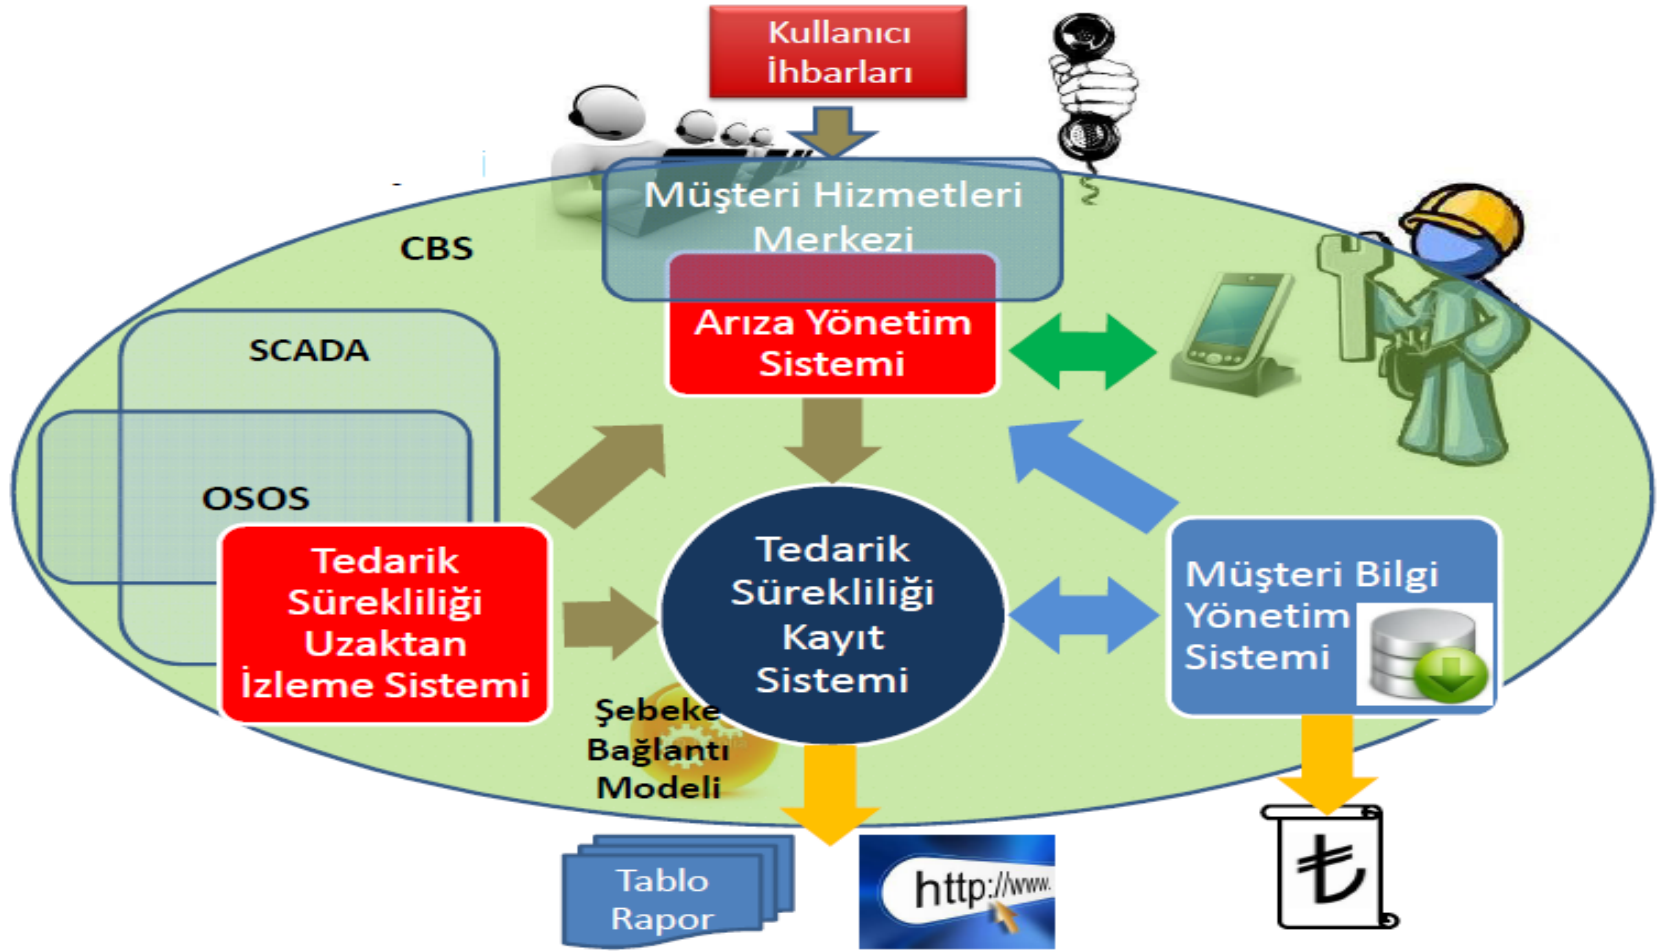 Kullanıcı
İhbarları
Müşteri Hizmetleri
Merkezi
CBS
Arıza Yönetim
Sistemi
SCADA
OSOS
Tedarik
Sürekliliği
Uzaktan
İzleme Sistemi
Tedarik
Sürekliliği
Kayıt
Sistemi
Müşteri Bilgi
Yönetim
Sistemi
Şebeke
Bağlantı
Modeli
Tablo
Rapor
http://www.
₺